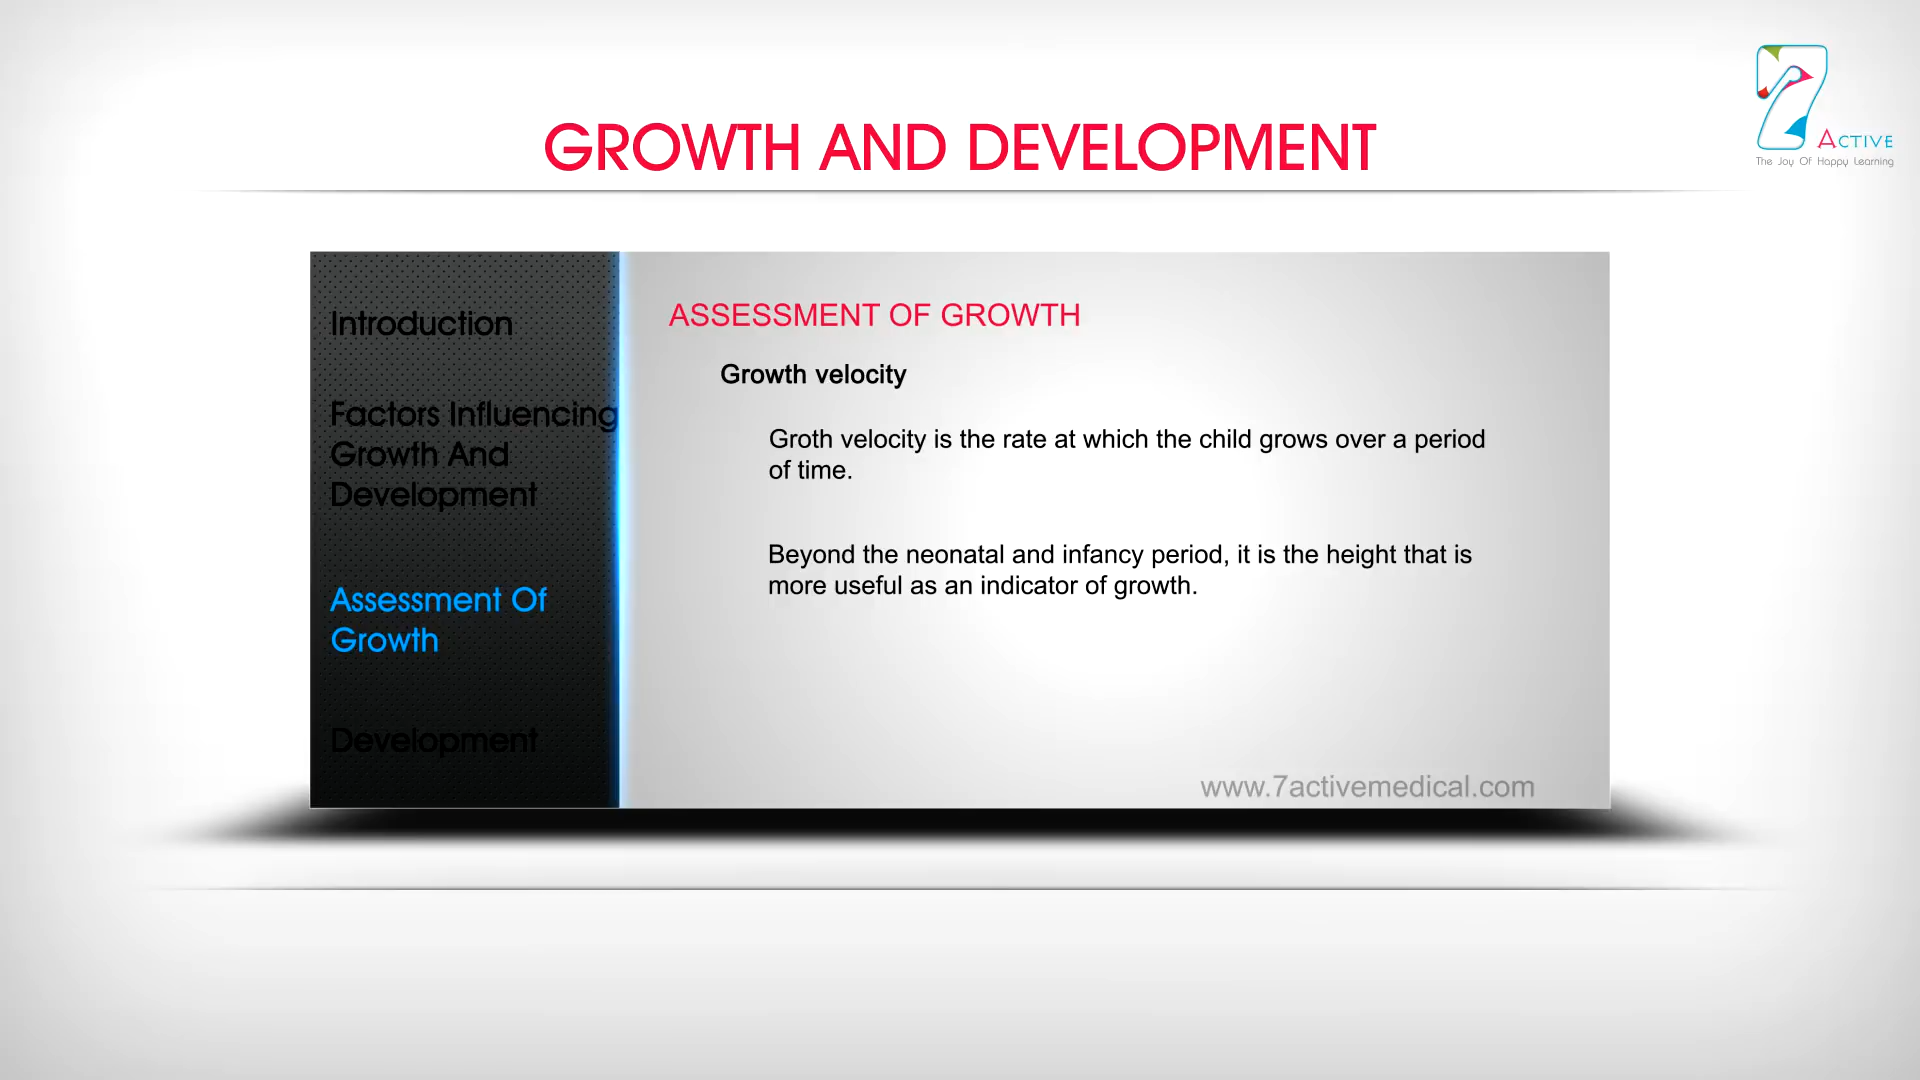 7 ACTIVE
The Joy Of Happy Learning
GROWTH AND DEVELOPMENT
Introduction
Factors Influencing
Growth And
Development
Assessment Of
Growth
Development
ASSESSMENT OF GROWTH
Growth velocity
Groth velocity is the rate at which the child grows over a period
of time.
Beyond the neonatal and infancy period, it is the height that is
more useful as an indicator of growth.
www.7activemedical.com